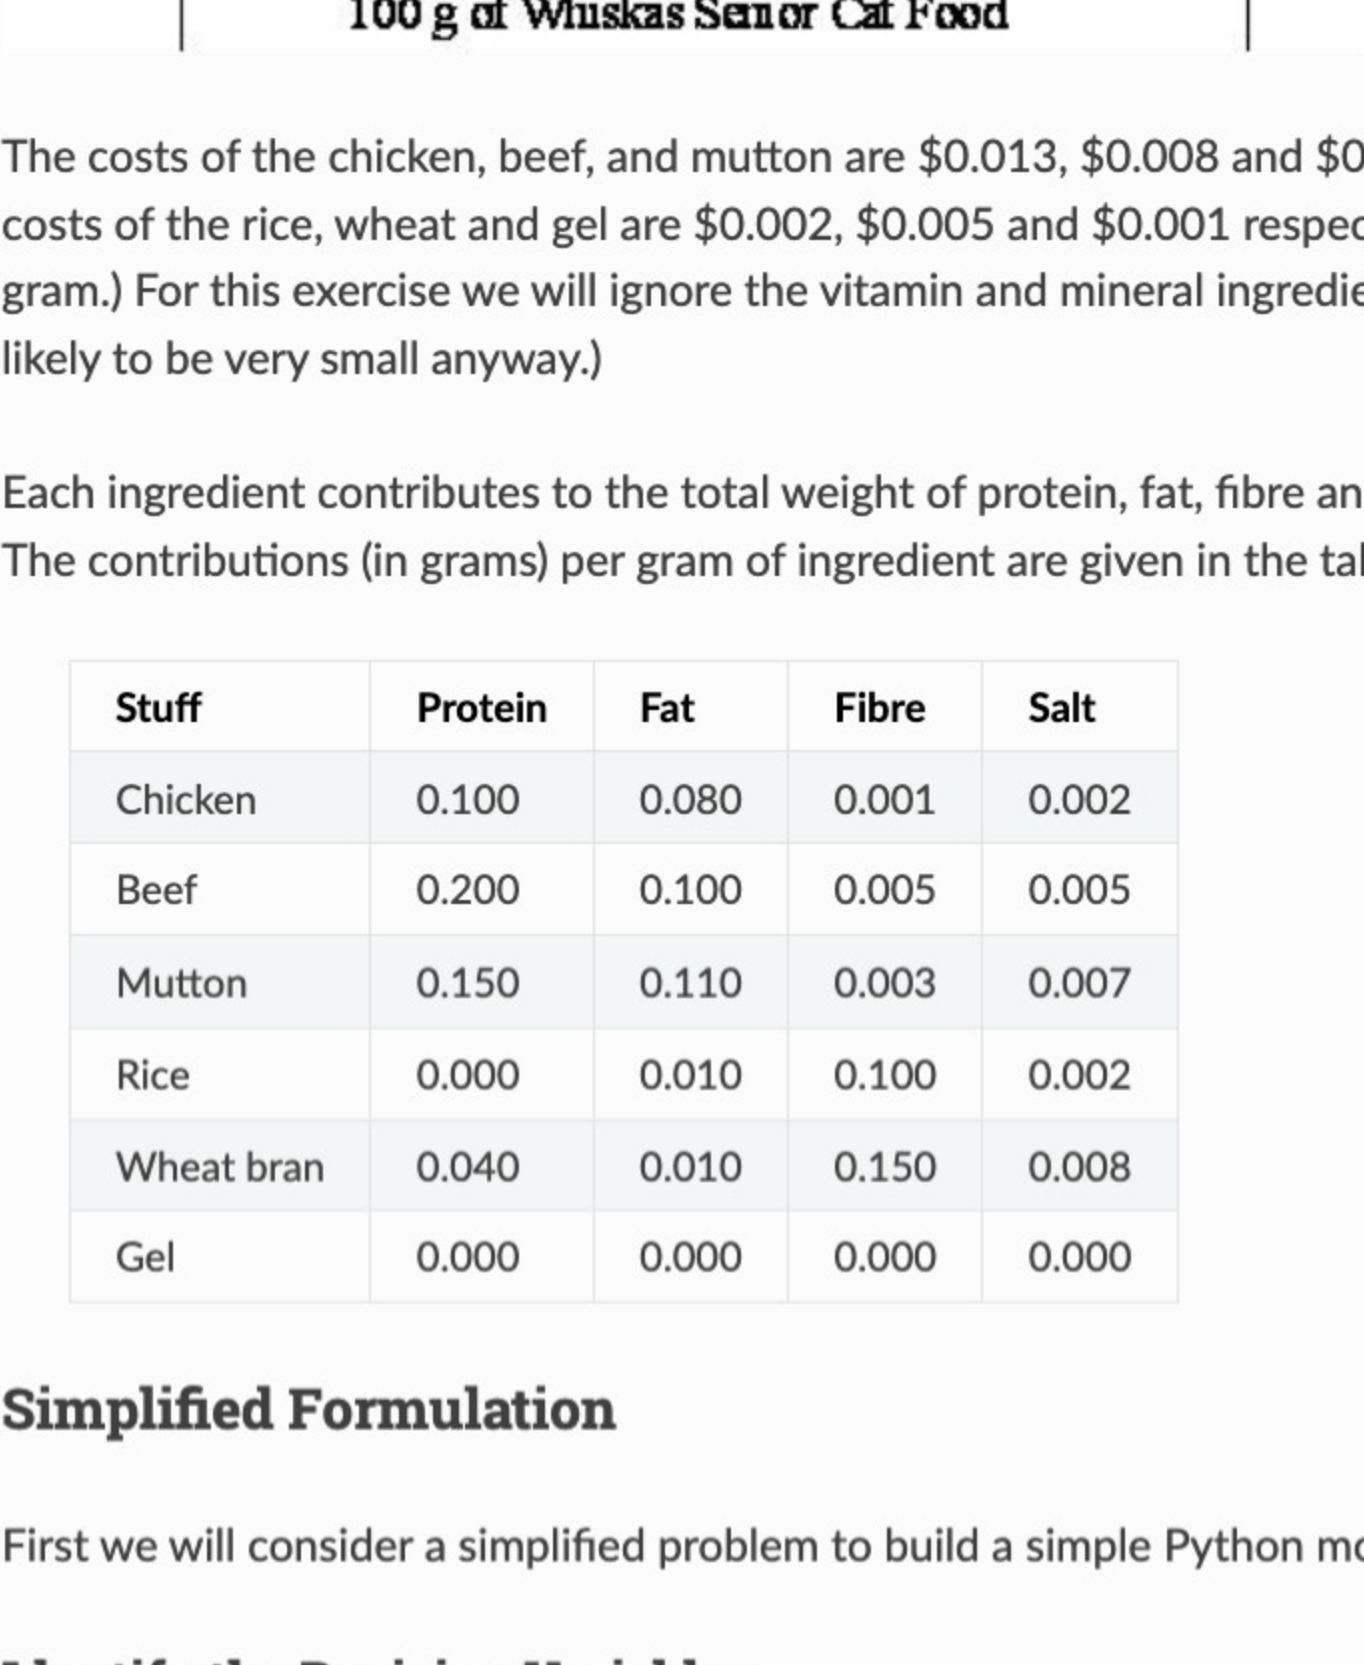 100 g of Whiskas Senior Cat Food
The costs of the chicken, beef, and mutton are $0.013, $0.008 and $0
costs of the rice, wheat and gel are $0.002, $0.005 and $0.001 respec
gram.) For this exercise we will ignore the vitamin and mineral ingredie
likely to be very small anyway.)
Each ingredient contributes to the total weight of protein, fat, fibre an
The contributions (in grams) per gram of ingredient are given in the ta
Stuff Protein Fat Fibre Salt
Chicken 0.100 0.080 0.001 0.002
Beef 0.200 0.100 0.005 0.005
Mutton 0.150 0.110 0.003 0.007
Rice 0.000 0.010 0.100 0.002
Wheat bran 0.040 0.010 0.150 0.008
Gel 0.000 0.000 0.000 0.000
Simplified Formulation
First we will consider a simplified problem to build a simple Python mo